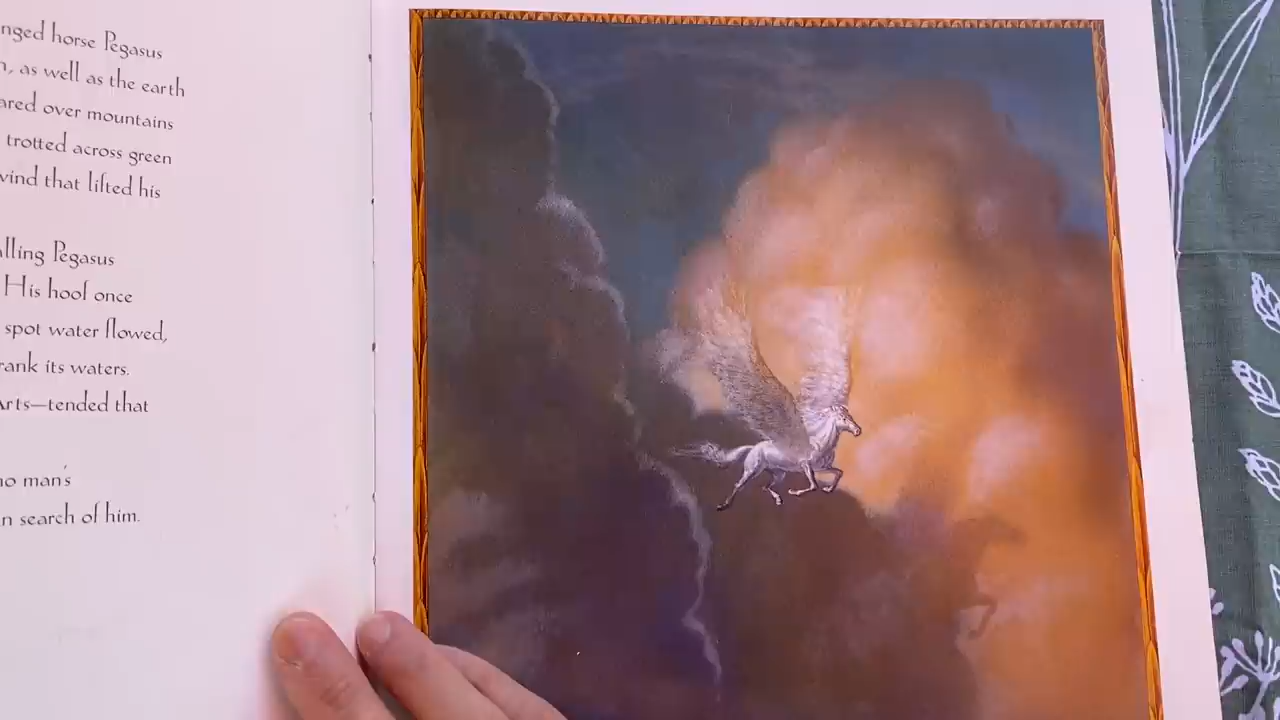 nged horse Pegasus
n, as well as the earth
ared over mountains
trotted across green
wind that lifted his
lling Pegasus
His hoof once
spot water flowed,
rank its waters.
Arts—tended that
no man's
n search of him.